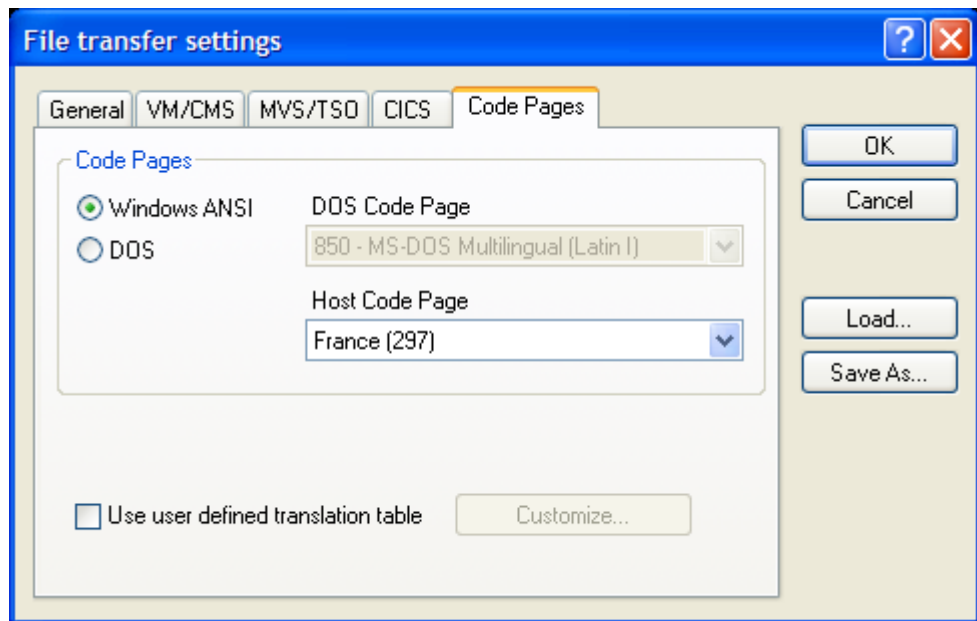 File transfer settings
General VM/CMS MVS/TSO CICS Code Pages
Code Pages
Windows ANSI
DOS
DOS Code Page
850 - MS-DOS Multilingual (Latin I)
Host Code Page
France (297)
Use user defined translation table
Customize...
OK
Cancel
Load...
Save As...